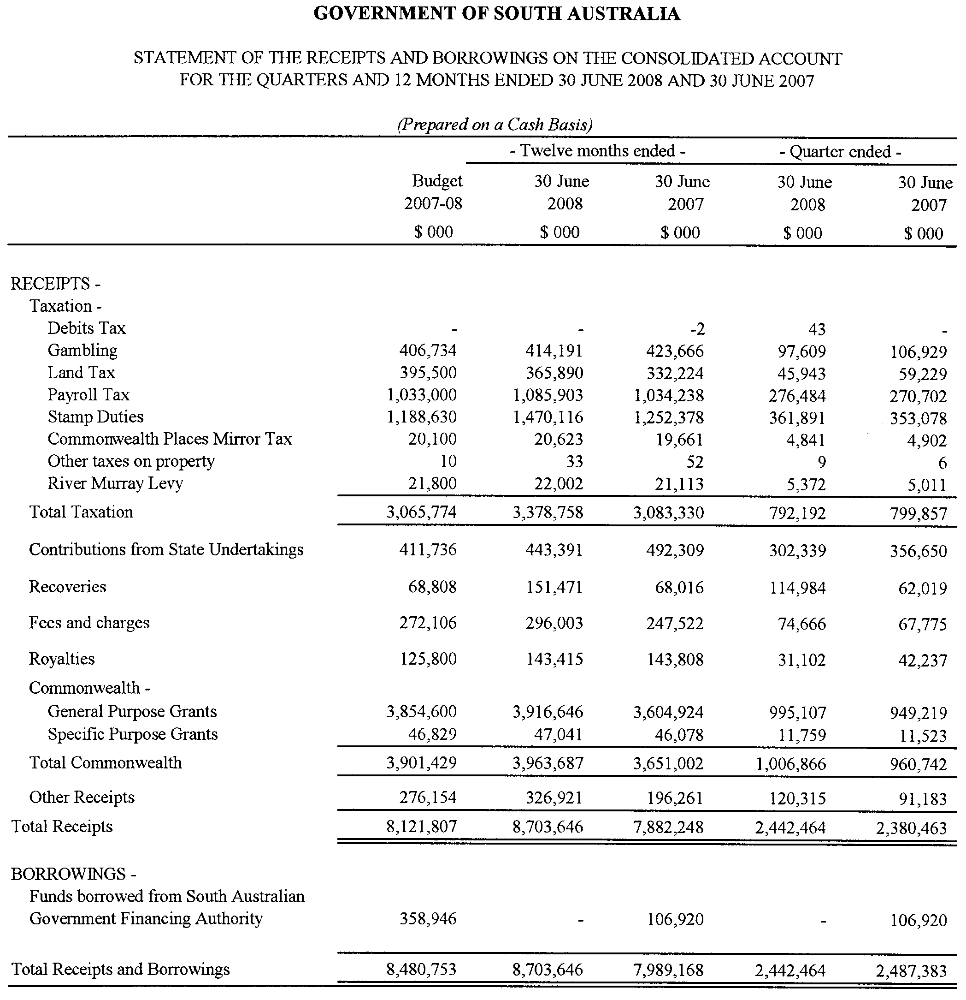 GOVERNMENT OF SOUTH AUSTRALIA
STATEMENT OF THE RECEIPTS AND BORROWINGS ON THE CONSOLIDATED ACCOUNT
FOR THE QUARTERS AND 12 MONTHS ENDED 30 JUNE 2008 AND 30 JUNE 2007
(Prepared on a Cash Basis)
- Twelve months ended - - Quarter ended -
Budget 30 June 30 June 30 June 30 June
2007-08 2008 2007 2008 2007
$ 000 $ 000 $ 000 $ 000 $ 000
RECEIPTS -
Taxation -
Debits Tax - - -2 43 -
Gambling 406,734 414,191 423,666 97,609 106,929
Land Tax 395,500 365,890 332,224 45,943 59,229
Payroll Tax 1,033,000 1,085,903 1,034,238 276,484 270,702
Stamp Duties 1,188,630 1,470,116 1,252,378 361,891 353,078
Commonwealth Places Mirror Tax 20,100 20,623 19,661 4,841 4,902
Other taxes on property 10 33 52 9 6
River Murray Levy 21,800 22,002 21,113 5,372 5,011
Total Taxation 3,065,774 3,378,758 3,083,330 792,192 799,857
Contributions from State Undertakings 411,736 443,391 492,309 302,339 356,650
Recoveries 68,808 151,471 68,016 114,984 62,019
Fees and charges 272,106 296,003 247,522 74,666 67,775
Royalties 125,800 143,415 143,808 31,102 42,237
Commonwealth -
General Purpose Grants 3,854,600 3,916,646 3,604,924 995,107 949,219
Specific Purpose Grants 46,829 47,041 46,078 11,759 11,523
Total Commonwealth 3,901,429 3,963,687 3,651,002 1,006,866 960,742
Other Receipts 276,154 326,921 196,261 120,315 91,183
Total Receipts 8,121,807 8,703,646 7,882,248 2,442,464 2,380,463
BORROWINGS -
Funds borrowed from South Australian
Government Financing Authority 358,946 - 106,920 - 106,920
Total Receipts and Borrowings 8,480,753 8,703,646 7,989,168 2,442,464 2,487,383